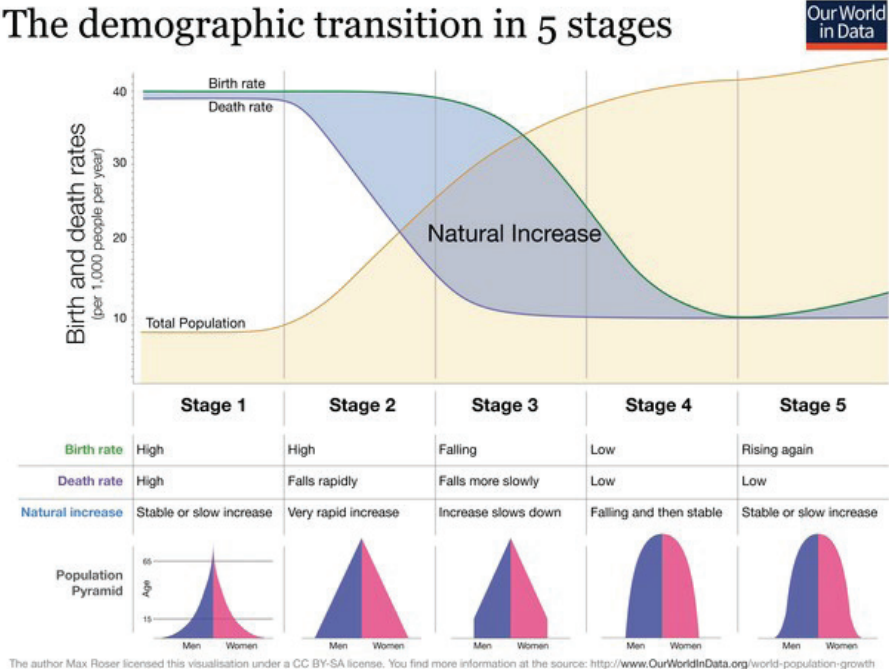 The demographic transition in 5 stages
Our World
in Data
Birth and death rates
(per 1,000 people per year)
40
30
20
10
Birth rate
Death rate
Natural Increase
Total Population
Stage 1 Stage 2 Stage 3 Stage 4 Stage 5
Birth rate High High Falling Low Rising again
Death rate High Falls rapidly Falls more slowly Low Low
Natural increase Stable or slow increase Very rapid increase Increase slows down Falling and then stable Stable or slow increase
Population
Pyramid
Age
65
15
Men Women Men Women Men Women Men Women Men Women
The author Max Roser licensed this visualisation under a CC BY-SA license. You find more information at the source: http://www.OurWorldInData.org/world-population-growth